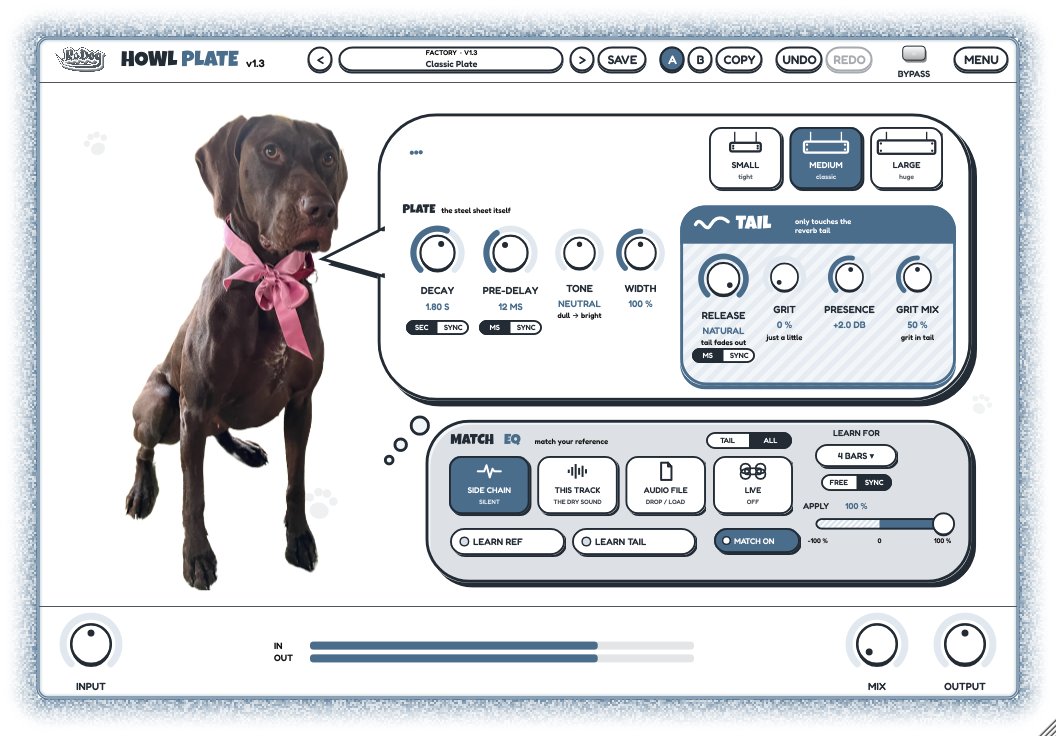 RoDog
HOWL PLATE v1.3
<
FACTORY · V1.3
Classic Plate
>
SAVE
A
B
COPY
UNDO
REDO
BYPASS
MENU
•••
SMALL
tight
MEDIUM
classic
LARGE
huge
PLATE the steel sheet itself
DECAY
1.80 S
SEC SYNC
PRE-DELAY
12 MS
MS SYNC
TONE
NEUTRAL
dull → bright
WIDTH
100 %
TAIL
only touches the
reverb tail
RELEASE
NATURAL
tail fades out
MS SYNC
GRIT
0 %
just a little
PRESENCE
+2.0 DB
GRIT MIX
50 %
grit in tail
MATCH EQ match your reference
TAIL ALL
SIDE CHAIN
SILENT
THIS TRACK
THE DRY SOUND
AUDIO FILE
DROP / LOAD
LIVE
OFF
LEARN REF
LEARN TAIL
MATCH ON
LEARN FOR
4 BARS ▾
FREE SYNC
APPLY 100 %
-100 % 0 100 %
INPUT
IN
OUT
MIX
OUTPUT